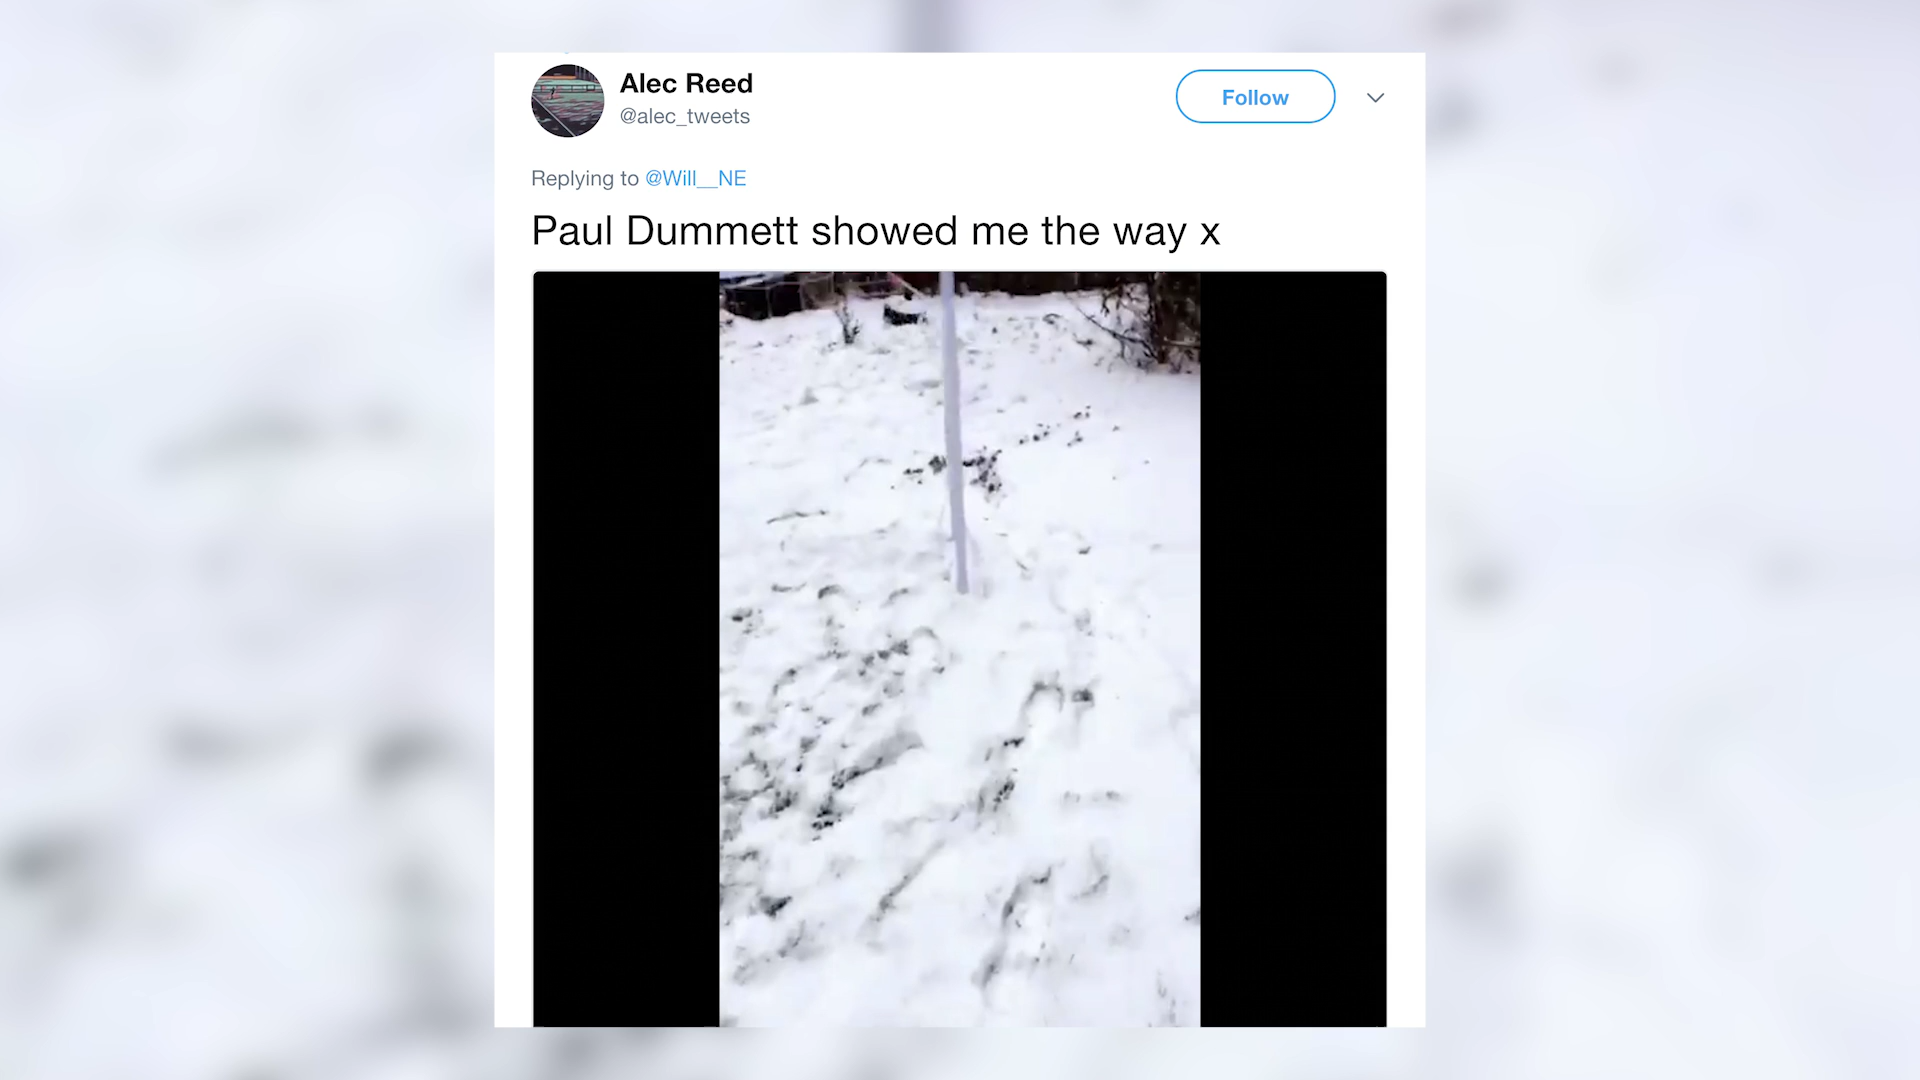 Alec Reed
Follow
@alec_tweets
Replying to @Will__NE
Paul Dummett showed me the way x